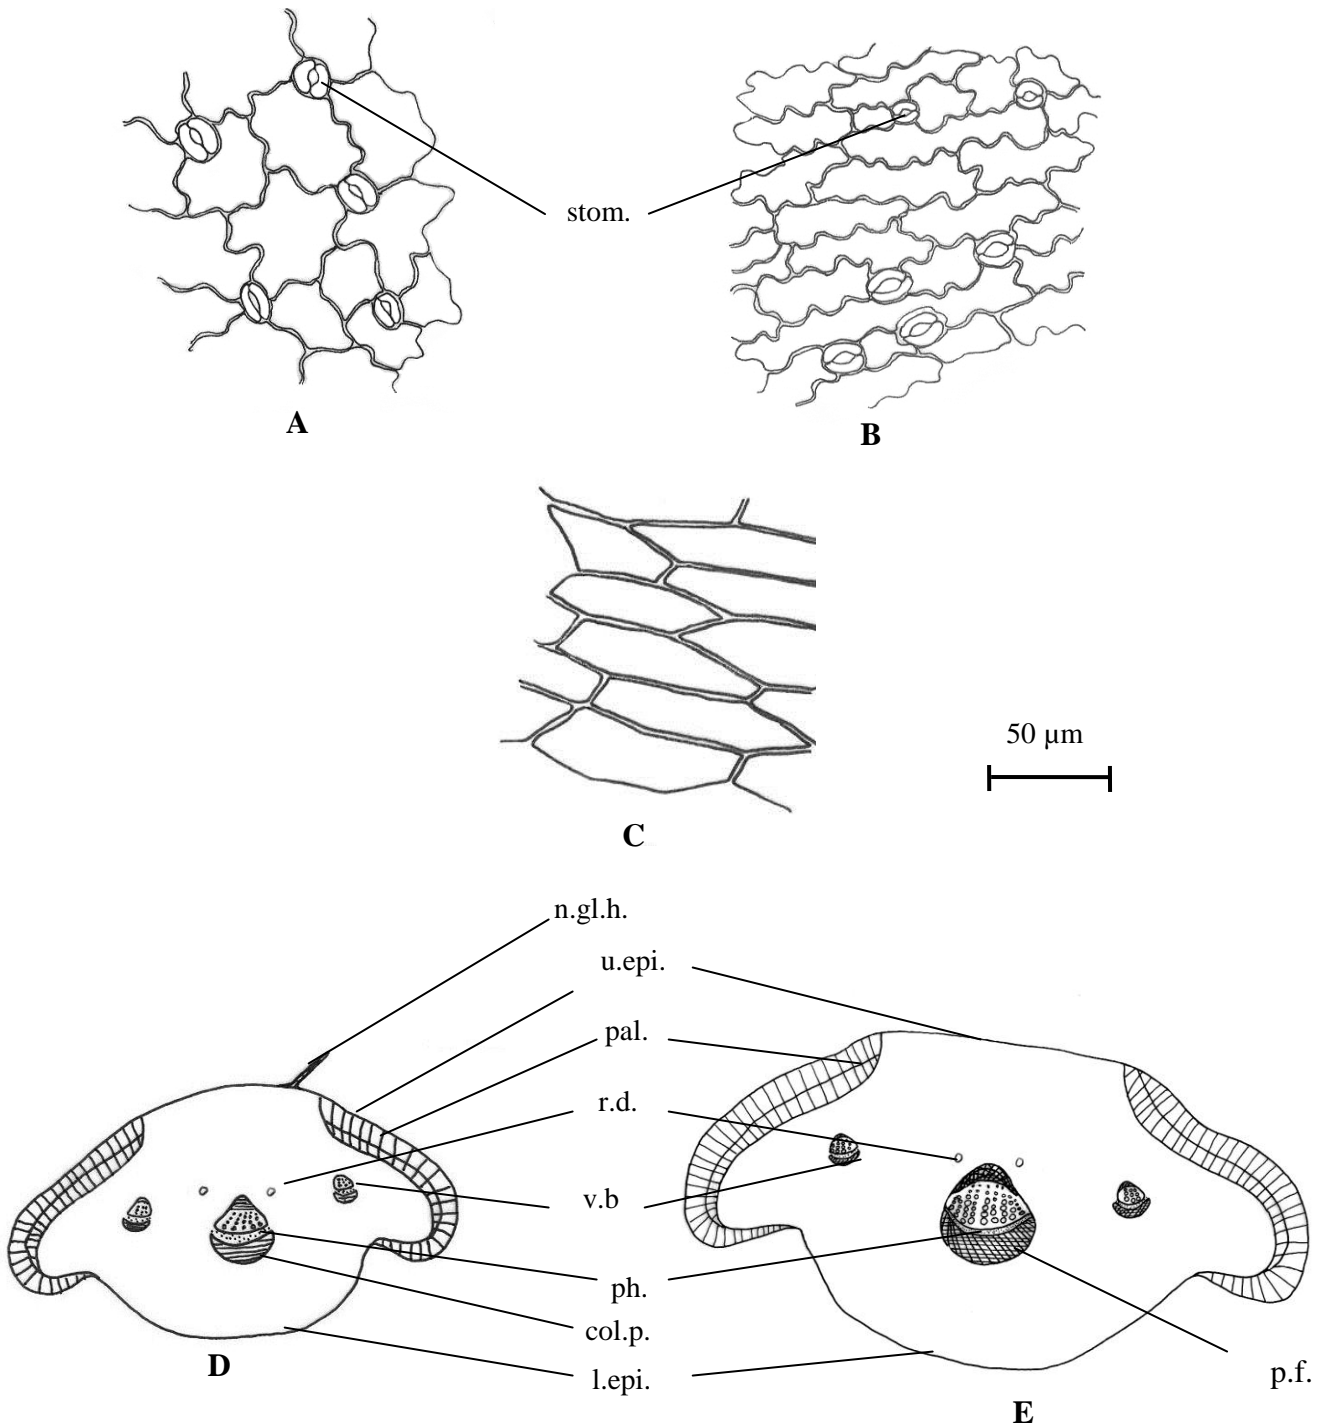 stom.
A
B
50 µm
C
n.gl.h.
u.epi.
pal.
r.d.
v.b
ph.
col.p.
D
l.epi.
p.f.
E